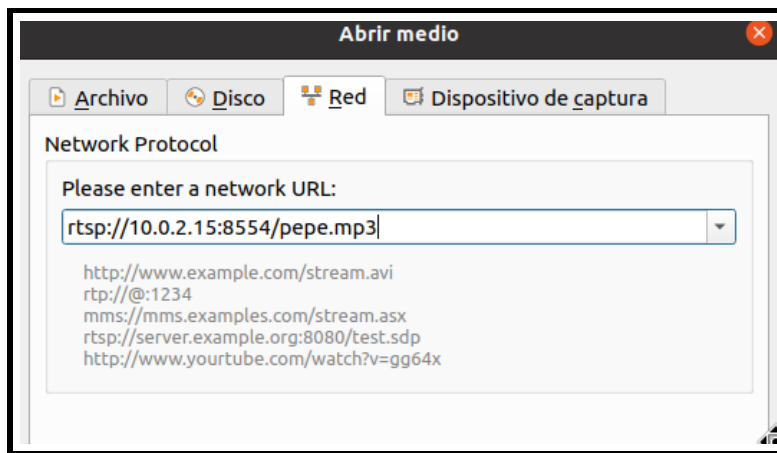 Abrir medio
Archivo Disco Red Dispositivo de captura
Network Protocol
Please enter a network URL:
rtsp://10.0.2.15:8554/pepe.mp3
http://www.example.com/stream.avi
rtp://@:1234
mms://mms.examples.com/stream.asx
rtsp://server.example.org:8080/test.sdp
http://www.yourtube.com/watch?v=gg64x